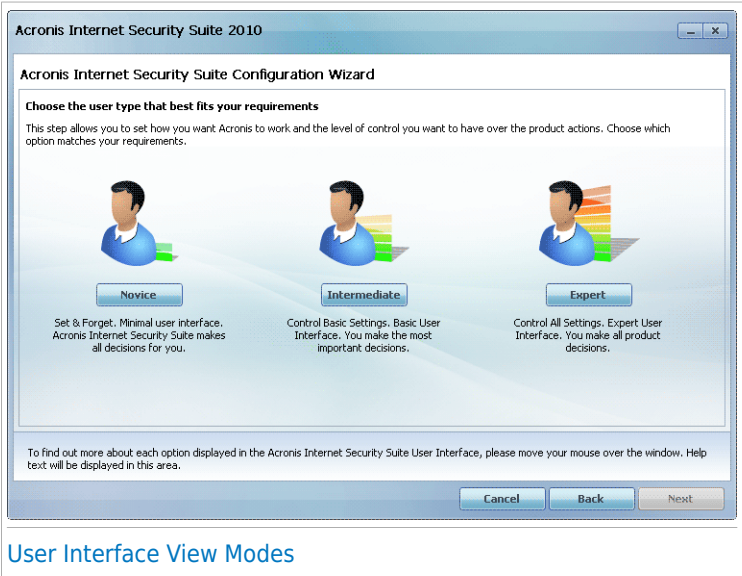 Acronis Internet Security Suite 2010
Acronis Internet Security Suite Configuration Wizard
Choose the user type that best fits your requirements
This step allows you to set how you want Acronis to work and the level of control you want to have over the product actions. Choose which
option matches your requirements.
Novice
Set & Forget. Minimal user interface.
Acronis Internet Security Suite makes
all decisions for you.
Intermediate
Control Basic Settings. Basic User
Interface. You make the most
important decisions.
Expert
Control All Settings. Expert User
Interface. You make all product
decisions.
To find out more about each option displayed in the Acronis Internet Security Suite User Interface, please move your mouse over the window. Help
text will be displayed in this area.
Cancel
Back
Next
User Interface View Modes